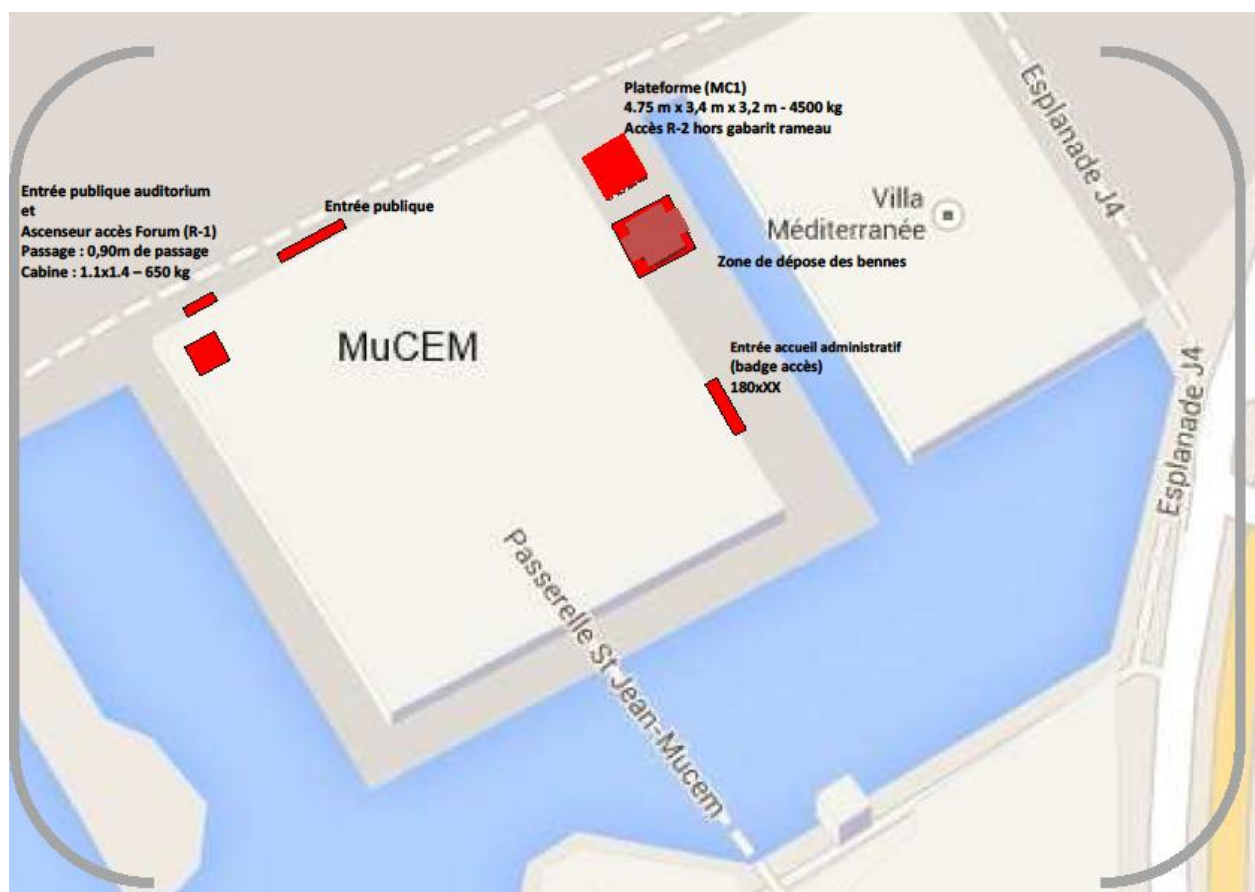 Plateforme (MC1)
4.75 m x 3,4 m x 3,2 m - 4500 kg
Accès R-2 hors gabarit rameau
Esplanade J4
Entrée publique auditorium
et
Ascenseur accès Forum (R-1)
Passage : 0,90m de passage
Cabine : 1.1x1.4 – 650 kg
Entrée publique
Villa
Méditerranée
Zone de dépose des bennes
MuCEM
Entrée accueil administratif
(badge accès)
180xXX
Esplanade J4
Passerelle St Jean-Mucem